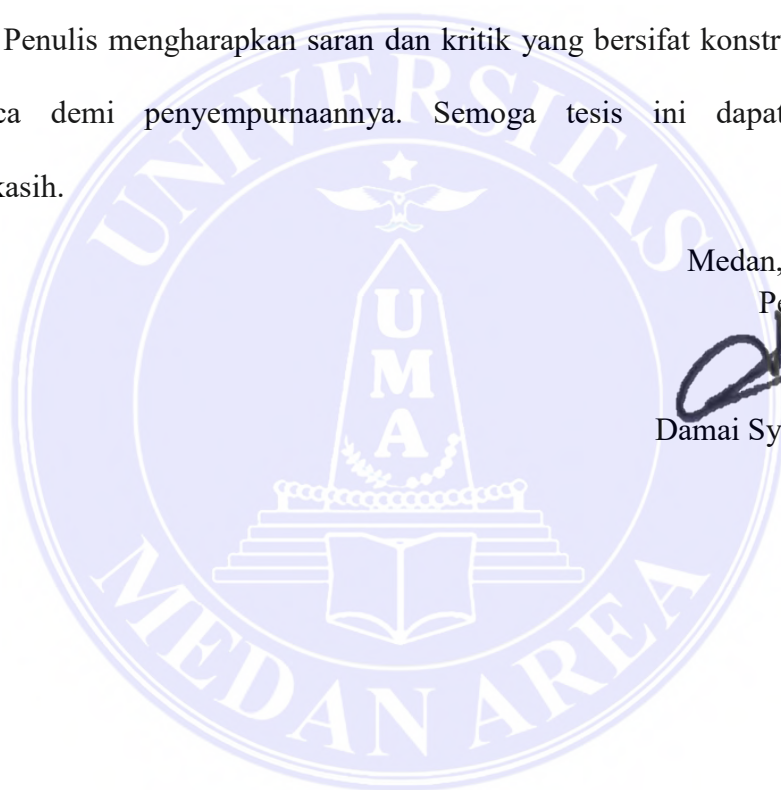 Penulis mengharapkan saran dan kritik yang bersifat konstr
ca demi penyempurnaannya. Semoga tesis ini dapat
kasih.
Medan,
Pe
Damai Sy
UNIVERSITAS
UMA
MEDAN AREA